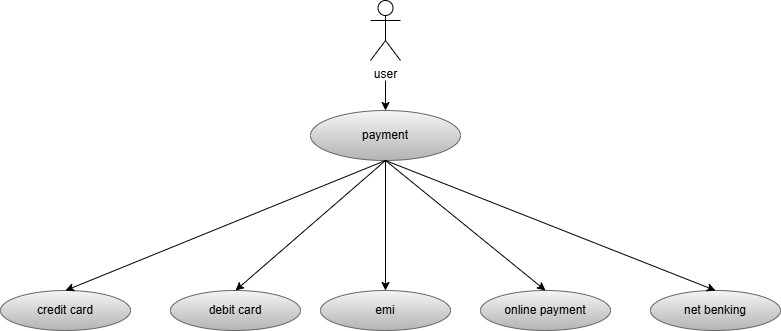 user
payment
credit card
debit card
emi
online payment
net benking